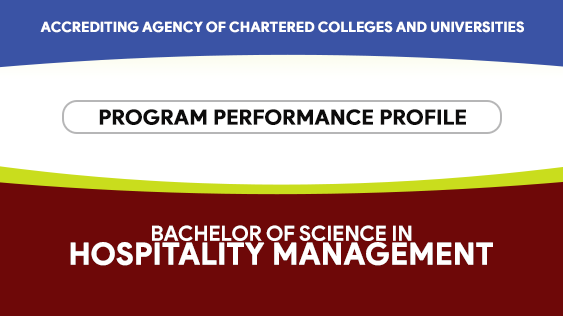 ACCREDITING AGENCY OF CHARTERED COLLEGES AND UNIVERSITIES
PROGRAM PERFORMANCE PROFILE
BACHELOR OF SCIENCE IN
HOSPITALITY MANAGEMENT